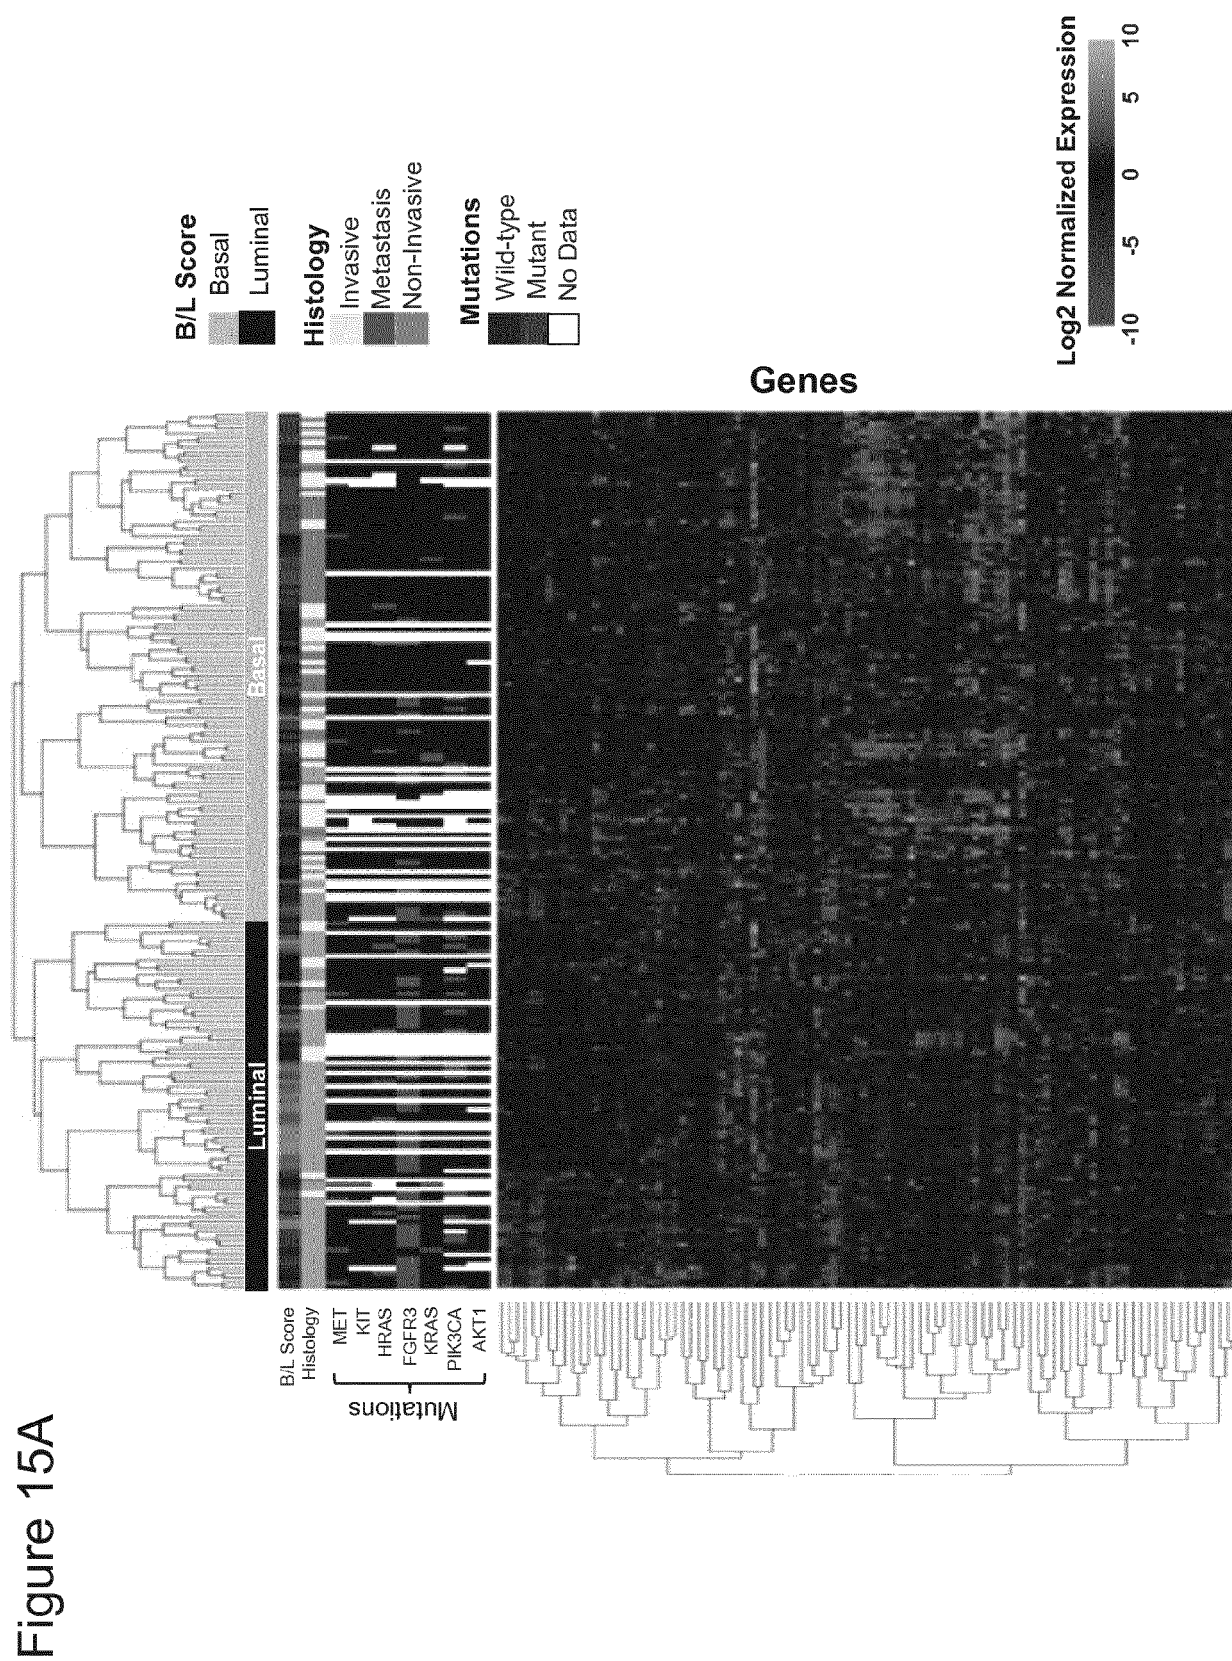 Figure 15A
Luminal
Basal
B/L Score
Histology
MET
KIT
HRAS
FGFR3
KRAS
PIK3CA
AKT1
Mutations
B/L Score
Basal
Luminal
Histology
Invasive
Metastasis
Non-Invasive
Mutations
Wild-type
Mutant
No Data
Genes
Log2 Normalized Expression
-10 -5 0 5 10